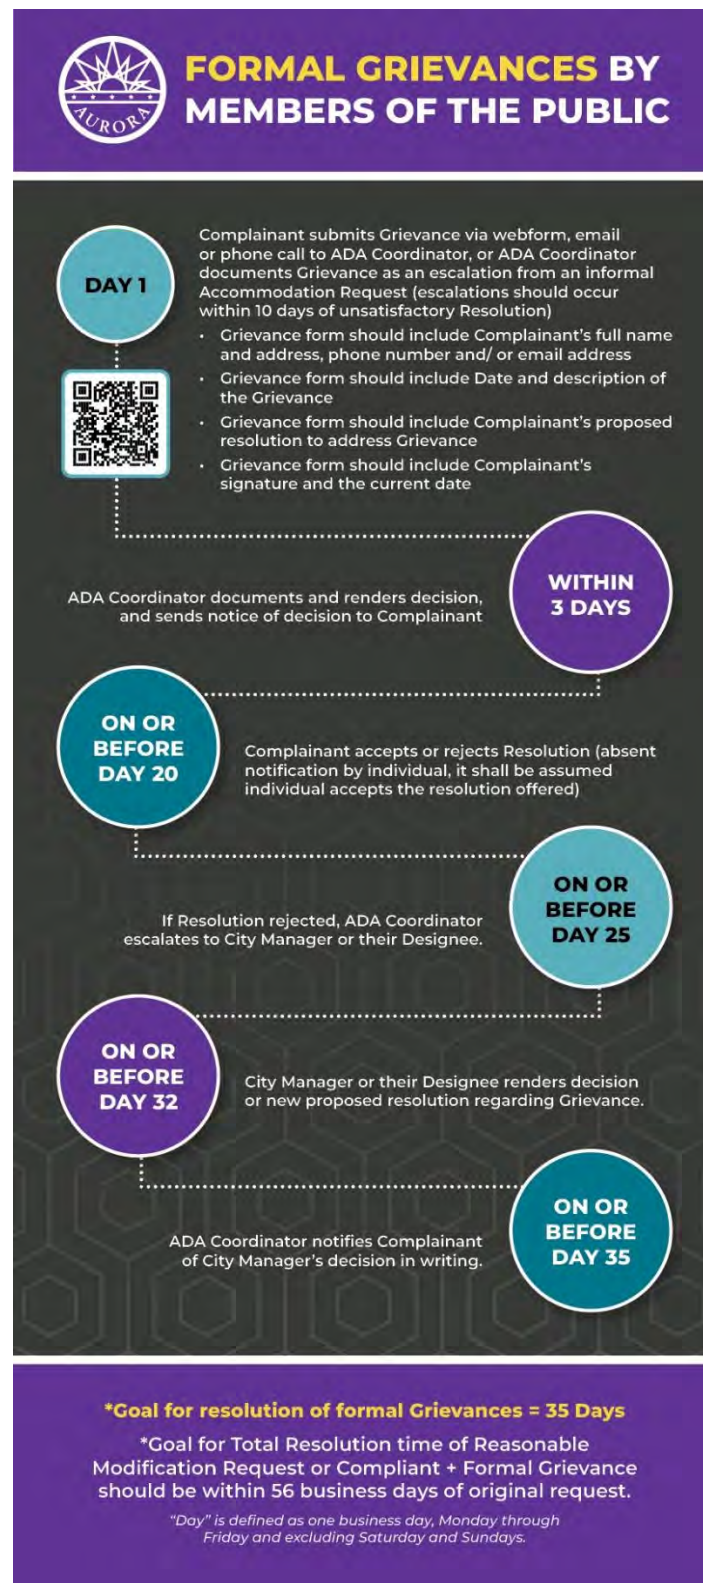 AURORA
FORMAL GRIEVANCES BY
MEMBERS OF THE PUBLIC
DAY 1
Complainant submits Grievance via webform, email
or phone call to ADA Coordinator, or ADA Coordinator
documents Grievance as an escalation from an informal
Accommodation Request (escalations should occur
within 10 days of unsatisfactory Resolution)
• Grievance form should include Complainant's full name
and address, phone number and/ or email address
• Grievance form should include Date and description of
the Grievance
• Grievance form should include Complainant's proposed
resolution to address Grievance
• Grievance form should include Complainant's
signature and the current date
WITHIN
3 DAYS
ADA Coordinator documents and renders decision,
and sends notice of decision to Complainant
ON OR
BEFORE
DAY 20
Complainant accepts or rejects Resolution (absent
notification by individual, it shall be assumed
individual accepts the resolution offered)
ON OR
BEFORE
DAY 25
If Resolution rejected, ADA Coordinator
escalates to City Manager or their Designee.
ON OR
BEFORE
DAY 32
City Manager or their Designee renders decision
or new proposed resolution regarding Grievance.
ON OR
BEFORE
DAY 35
ADA Coordinator notifies Complainant
of City Manager's decision in writing.
*Goal for resolution of formal Grievances = 35 Days
*Goal for Total Resolution time of Reasonable
Modification Request or Compliant + Formal Grievance
should be within 56 business days of original request.
"Day" is defined as one business day, Monday through
Friday and excluding Saturday and Sundays.